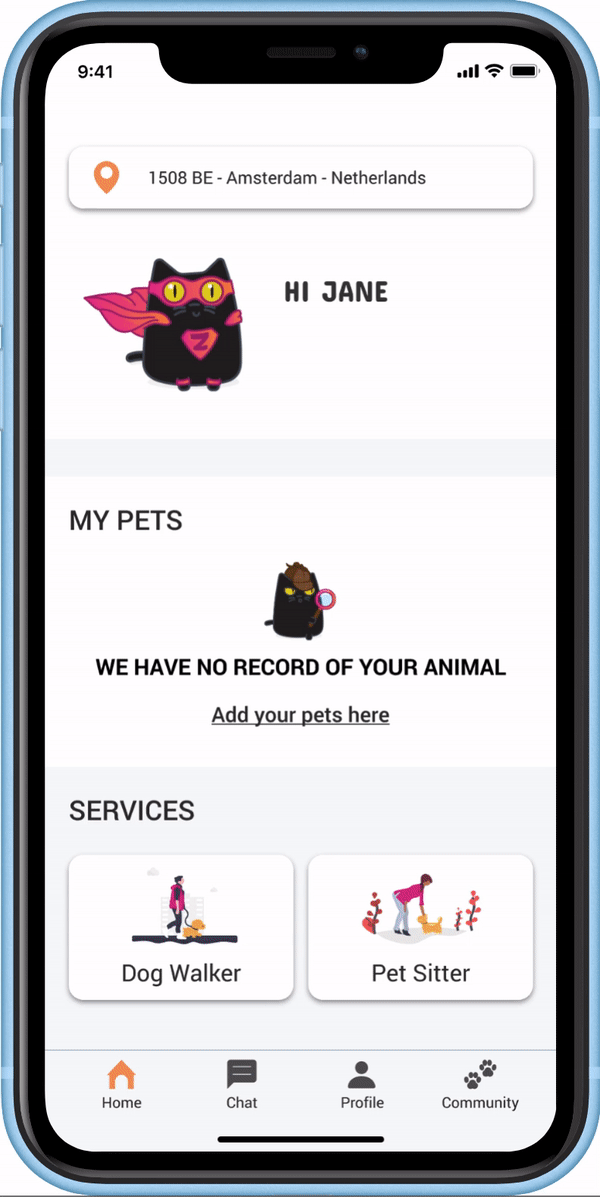 9:41
1508 BE - Amsterdam - Netherlands
HI JANE
Z
MY PETS
WE HAVE NO RECORD OF YOUR ANIMAL
Add your pets here
SERVICES
Dog Walker
Pet Sitter
Home
Chat
Profile
Community